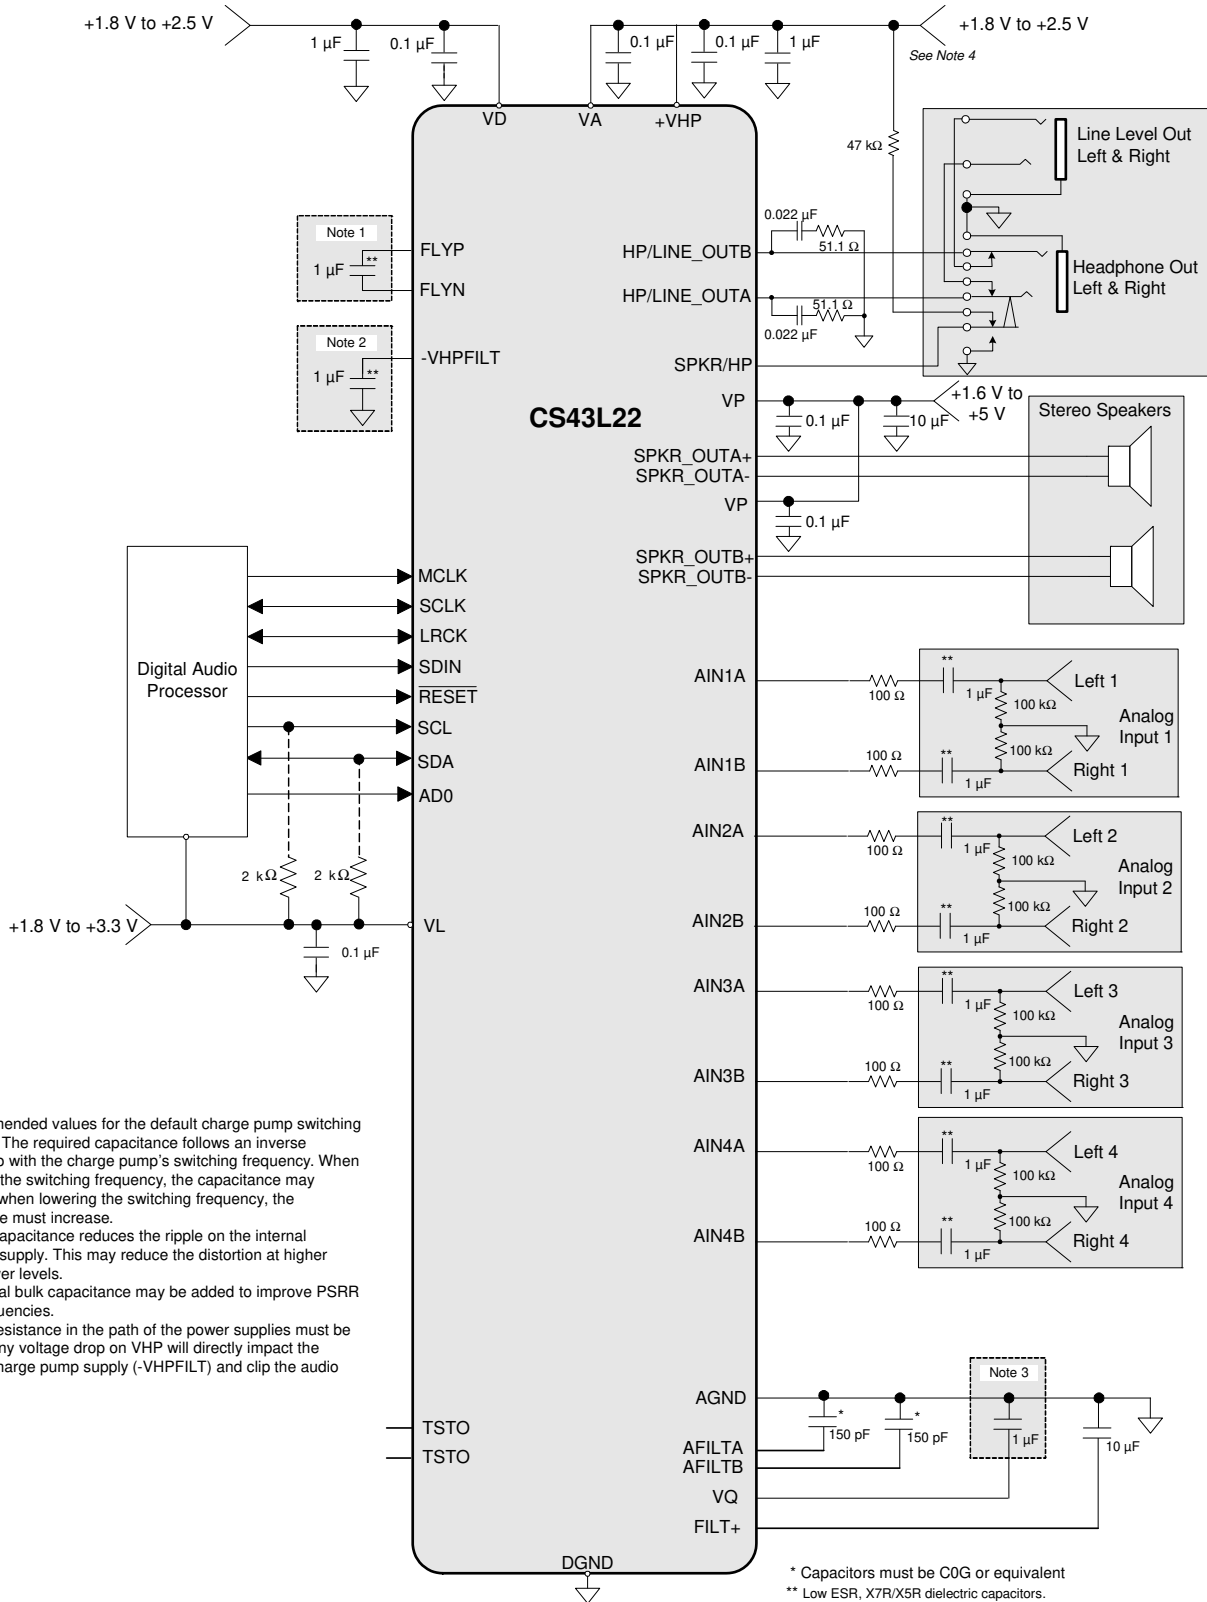 +1.8 V to +2.5 V
1 µF
0.1 µF
0.1 µF
0.1 µF
1 µF
+1.8 V to +2.5 V
See Note 4
VD
VA
+VHP
47 kΩ
Line Level Out
Left & Right
Headphone Out
Left & Right
Note 1
1 µF
**
FLYP
FLYN
Note 2
1 µF
**
-VHPFILT
HP/LINE_OUTB
0.022 µF
51.1 Ω
HP/LINE_OUTA
51.1 Ω
0.022 µF
SPKR/HP
VP
+1.6 V to
+5 V
0.1 µF
10 µF
CS43L22
Stereo Speakers
SPKR_OUTA+
SPKR_OUTA-
VP
0.1 µF
SPKR_OUTB+
SPKR_OUTB-
Digital Audio
Processor
MCLK
SCLK
LRCK
SDIN
RESET
SCL
SDA
AD0
2 kΩ
2 kΩ
+1.8 V to +3.3 V
VL
0.1 µF
AIN1A
100 Ω
**
1 µF
Left 1
100 kΩ
Analog
Input 1
100 kΩ
AIN1B
100 Ω
**
1 µF
Right 1
AIN2A
100 Ω
**
1 µF
Left 2
100 kΩ
Analog
Input 2
100 kΩ
AIN2B
100 Ω
**
1 µF
Right 2
AIN3A
100 Ω
**
1 µF
Left 3
100 kΩ
Analog
Input 3
100 kΩ
AIN3B
100 Ω
**
1 µF
Right 3
AIN4A
100 Ω
**
1 µF
Left 4
100 kΩ
Analog
Input 4
100 kΩ
AIN4B
100 Ω
**
1 µF
Right 4
values for the default charge pump switching
The required capacitance follows an inverse
with the charge pump's switching frequency. When
the switching frequency, the capacitance may
when lowering the switching frequency, the
must increase.
capacitance reduces the ripple on the internal
supply. This may reduce the distortion at higher
levels.
bulk capacitance may be added to improve PSRR
resistance in the path of the power supplies must be
voltage drop on VHP will directly impact the
charge pump supply (-VHPFILT) and clip the audio
TSTO
TSTO
AGND
Note 3
*
150 pF
*
150 pF
1 µF
10 µF
AFILTA
AFILTB
VQ
FILT+
DGND
* Capacitors must be C0G or equivalent
** Low ESR, X7R/X5R dielectric capacitors.